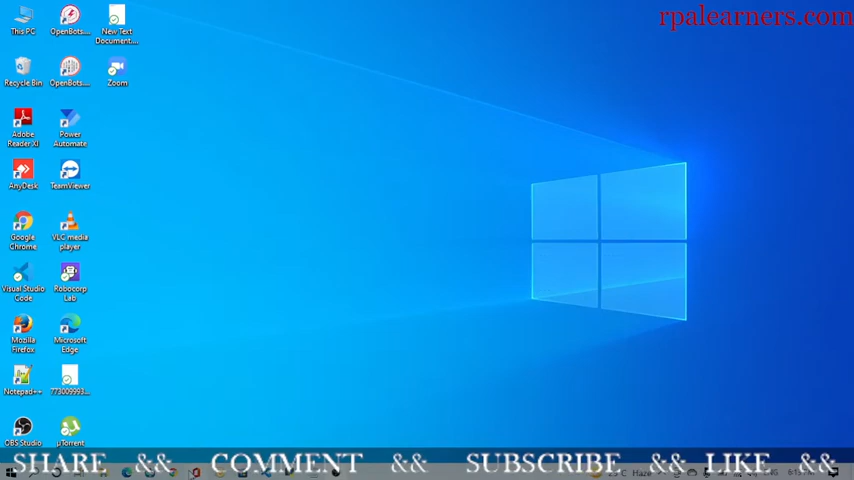 rpalearners.com
This PC
OpenBots....
New Text
Document....
Recycle Bin
OpenBots....
Zoom
Adobe
Reader XI
Power
Automate
AnyDesk
TeamViewer
Google
Chrome
VLC media
player
Visual Studio
Code
Robocorp
Lab
Mozilla
Firefox
Microsoft
Edge
Notepad++
773009993...
OBS Studio
µTorrent
SHARE && COMMENT && SUBSCRIBE && LIKE &&
Haze